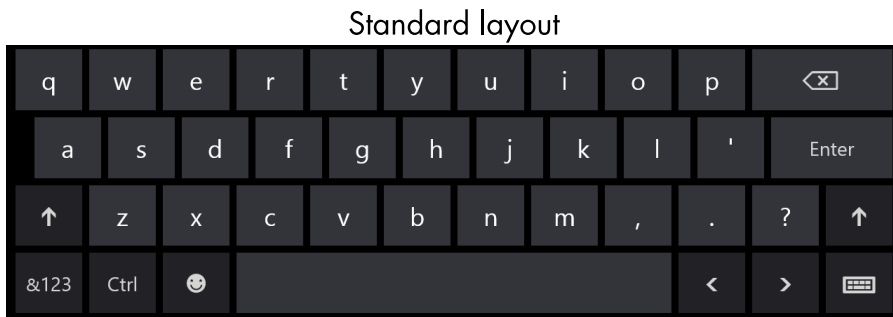 Standard layout
q w e r t y u i o p
a s d f g h j k l ' Enter
z x c v b n m , . ?
&123 Ctrl < >